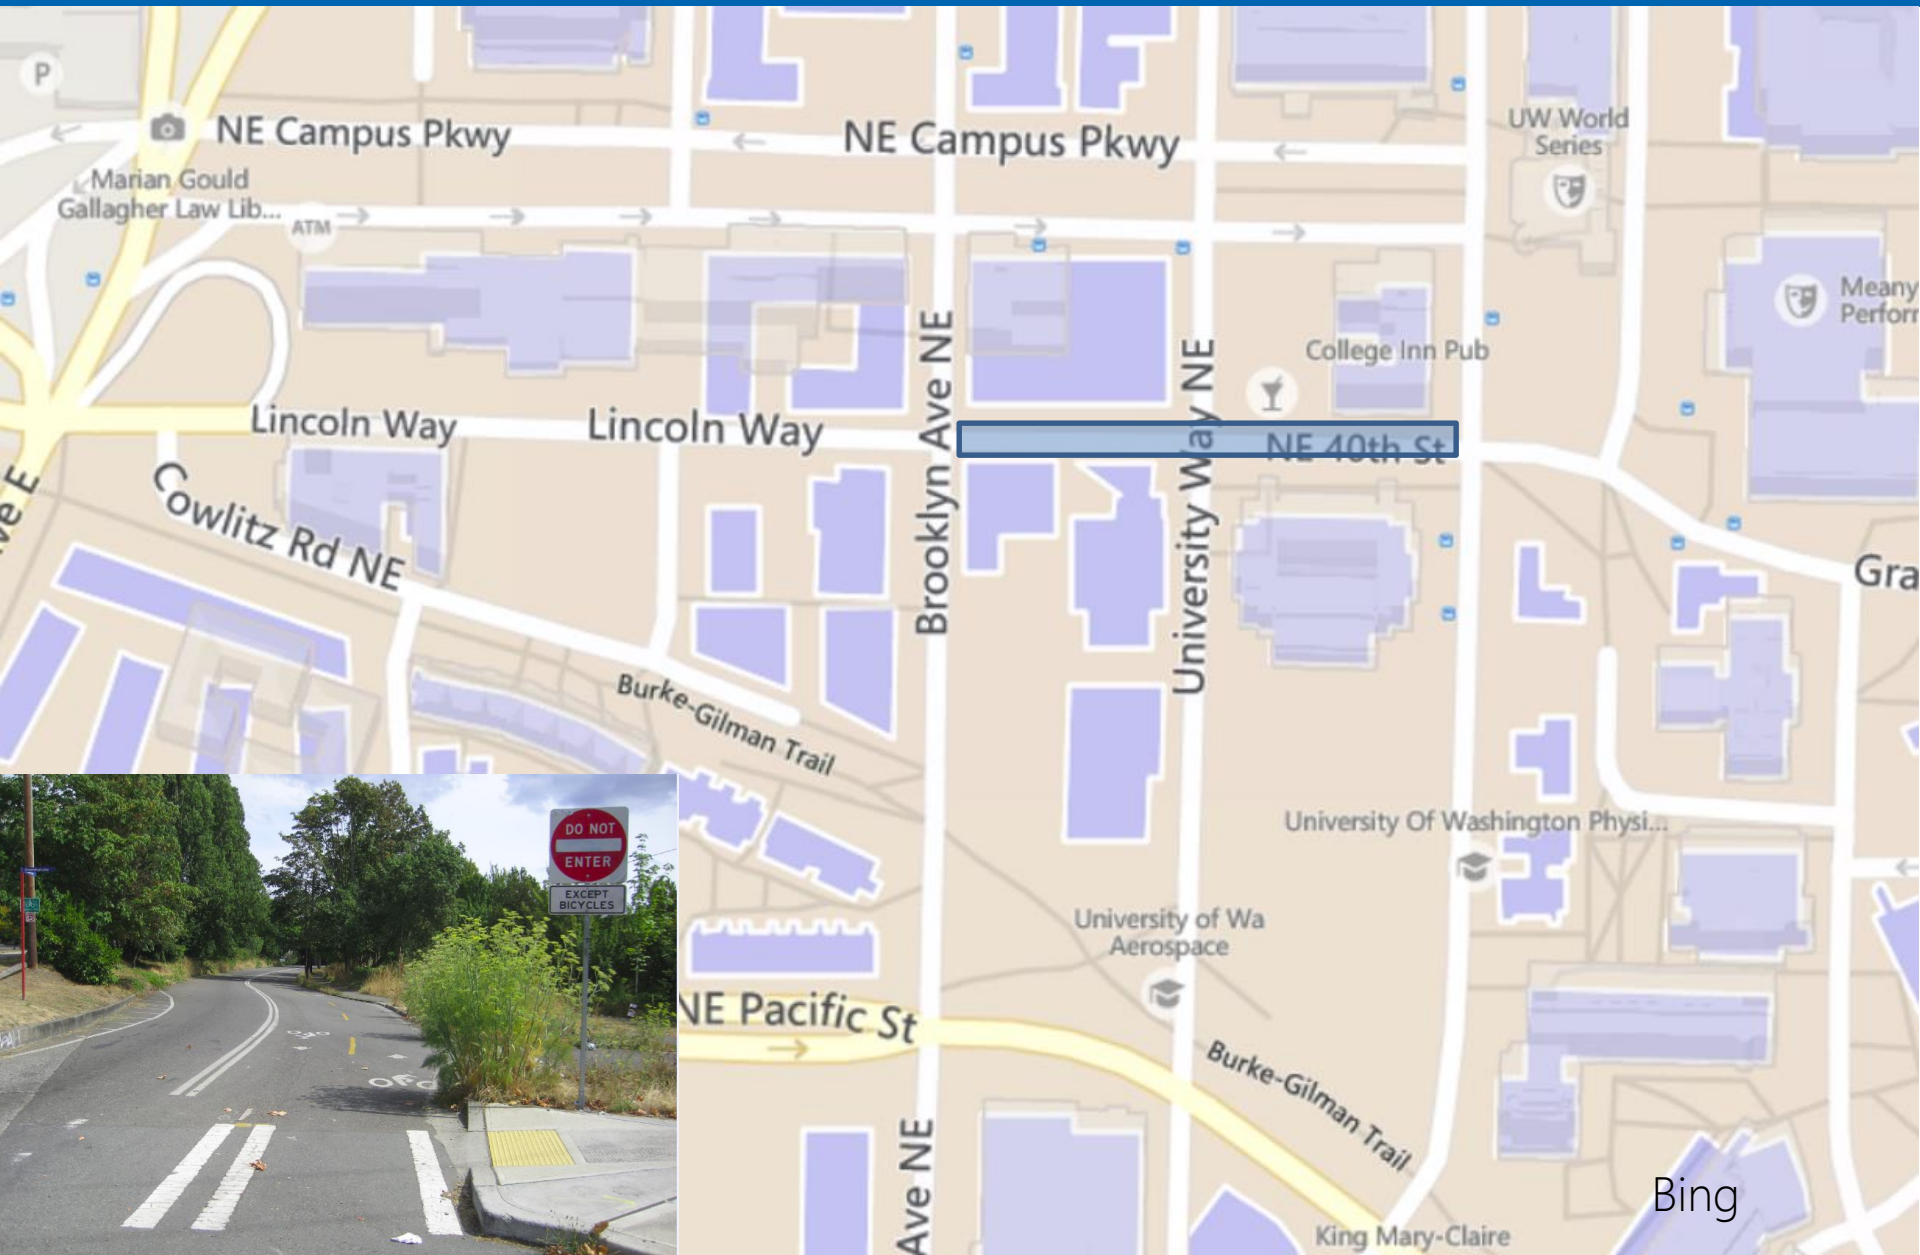 P
NE Campus Pkwy
NE Campus Pkwy
UW World
Series
Marian Gould
Gallagher Law Lib...
ATM
Meany
Perfor
College Inn Pub
Brooklyn Ave NE
University Way NE
Lincoln Way
Lincoln Way
NE 40th St
ve E
Cowlitz Rd NE
Gra
Burke-Gilman Trail
University Of Washington Physi...
DO NOT
ENTER
EXCEPT
BICYCLES
University of Wa
Aerospace
NE Pacific St
Burke-Gilman Trail
Ave NE
Bing
King Mary-Claire